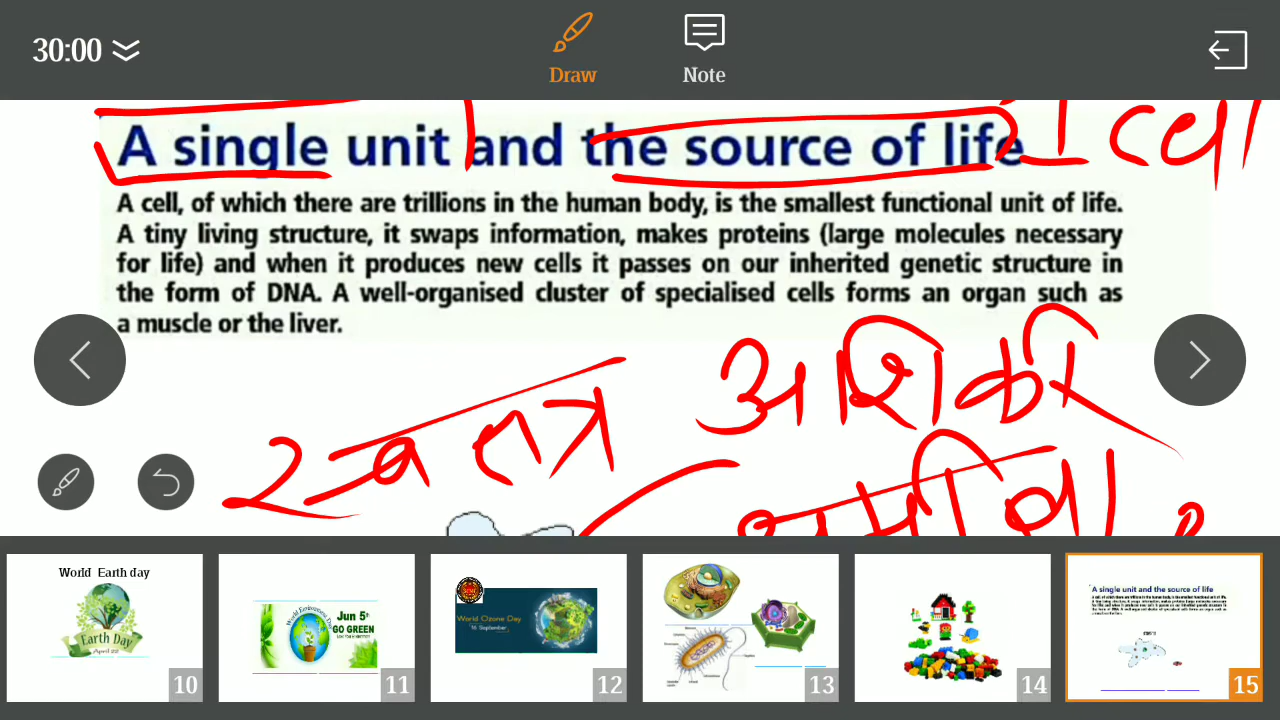 30:00
Draw
Note
A single unit and the source of life
1 cell
A cell, of which there are trillions in the human body, is the smallest functional unit of life.
A tiny living structure, it swaps information, makes proteins (large molecules necessary
for life) and when it produces new cells it passes on our inherited genetic structure in
the form of DNA. A well-organised cluster of specialised cells forms an organ such as
a muscle or the liver.
World Earth day
Earth Day
10
Jun 5
GO GREEN
11
World Ozone Day
16 September
12
13
14
A single unit and the source of life
15